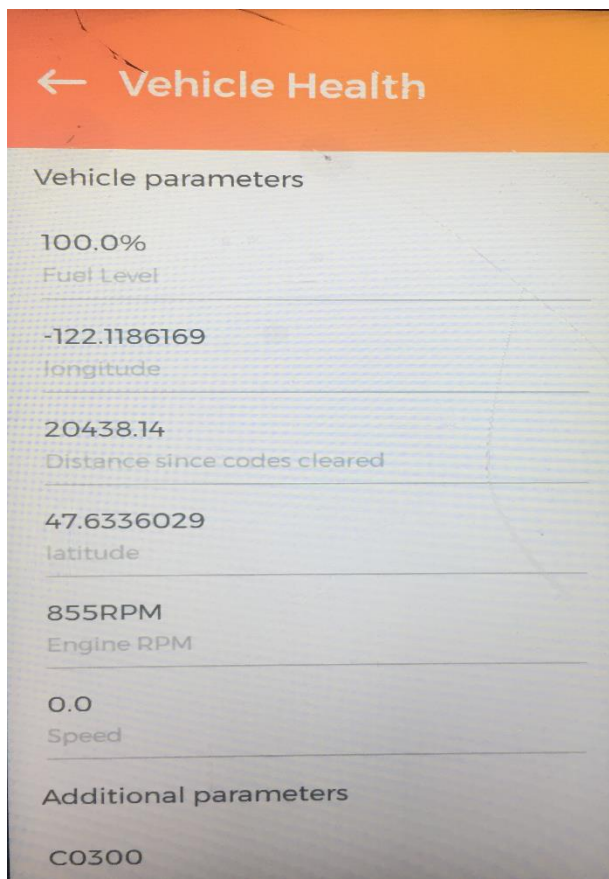 Vehicle Health
Vehicle parameters
100.0%
Fuel Level
-122.1186169
longitude
20438.14
Distance since codes cleared
47.6336029
latitude
855RPM
Engine RPM
0.0
Speed
Additional parameters
C0300